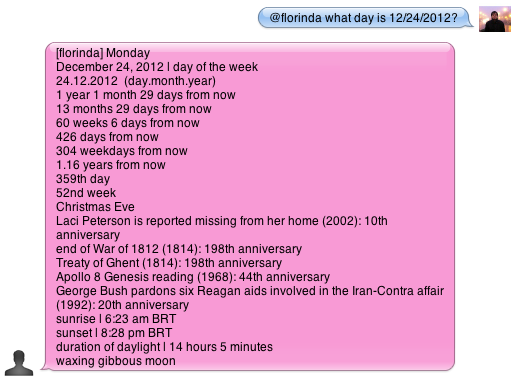 @florinda what day is 12/24/2012?
[florinda] Monday
December 24, 2012 | day of the week
24.12.2012  (day.month.year)
1 year 1 month 29 days from now
13 months 29 days from now
60 weeks 6 days from now
426 days from now
304 weekdays from now
1.16 years from now
359th day
52nd week
Christmas Eve
Laci Peterson is reported missing from her home (2002): 10th
anniversary
end of War of 1812 (1814): 198th anniversary
Treaty of Ghent (1814): 198th anniversary
Apollo 8 Genesis reading (1968): 44th anniversary
George Bush pardons six Reagan aids involved in the Iran-Contra affair
(1992): 20th anniversary
sunrise | 6:23 am BRT
sunset | 8:28 pm BRT
duration of daylight | 14 hours 5 minutes
waxing gibbous moon